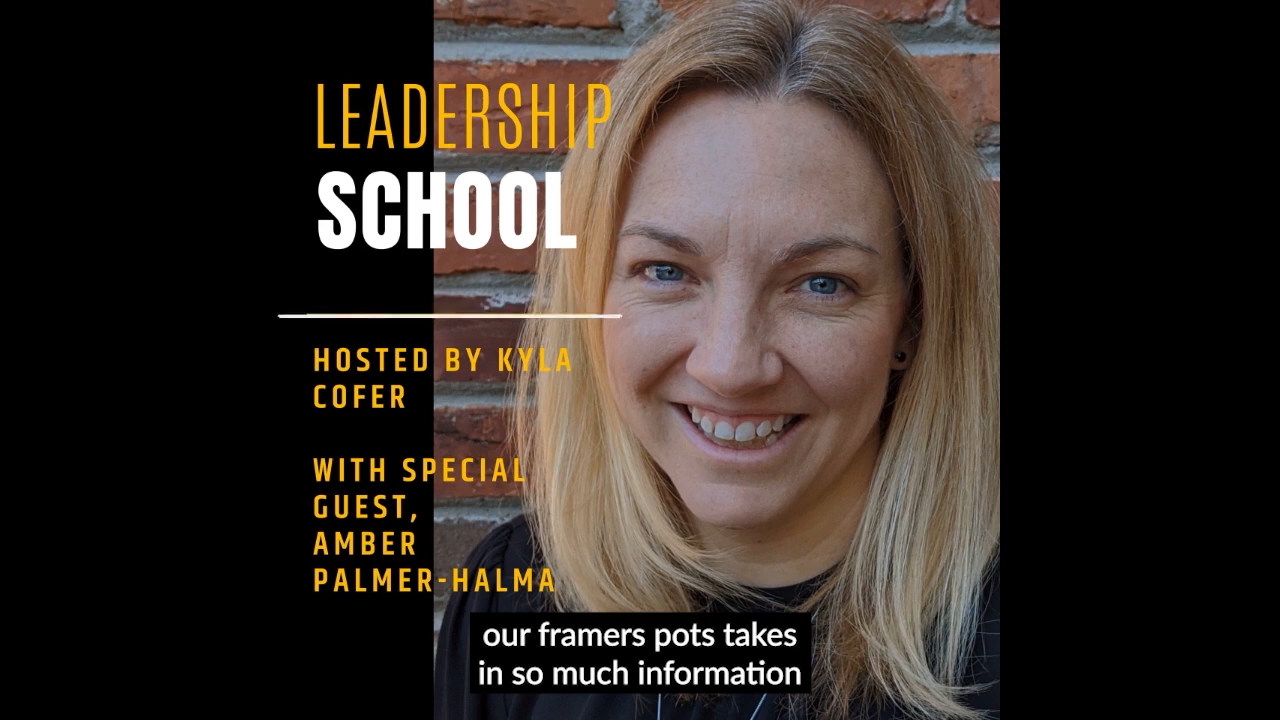 LEADERSHIP
SCHOOL
HOSTED BY KYLA
COFER
WITH SPECIAL
GUEST,
AMBER
PALMER-HALMA
our framers pots takes
in so much information